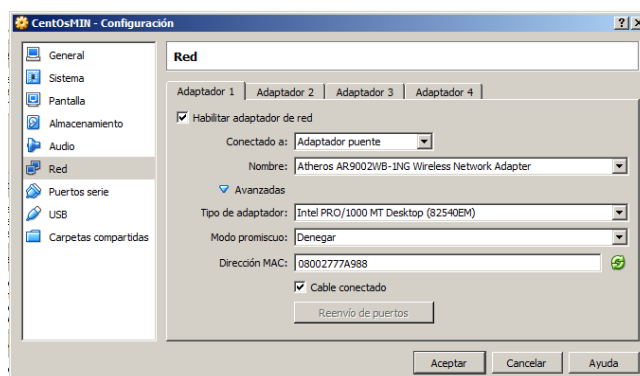 CentOsMIN - Configuración
General
Sistema
Pantalla
Almacenamiento
Audio
Red
Puertos serie
USB
Carpetas compartidas
Red
Adaptador 1 Adaptador 2 Adaptador 3 Adaptador 4
Habilitar adaptador de red
Conectado a: Adaptador puente
Nombre: Atheros AR9002WB-1NG Wireless Network Adapter
Avanzadas
Tipo de adaptador: Intel PRO/1000 MT Desktop (82540EM)
Modo promiscuo: Denegar
Dirección MAC: 08002777A988
Cable conectado
Reenvío de puertos
Aceptar Cancelar Ayuda